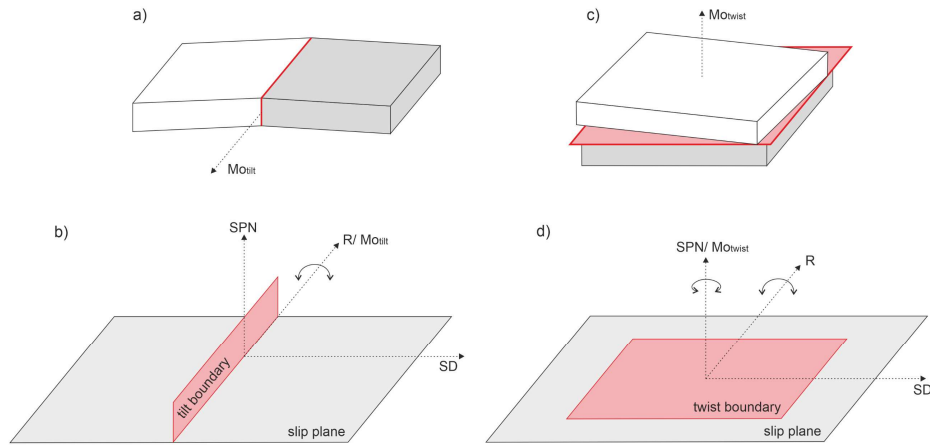 a)
Motilt
c)
Motwist
b)
SPN
R/ Motilt
SD
tilt boundary
slip plane
d)
SPN/ Motwist
R
SD
twist boundary
slip plane